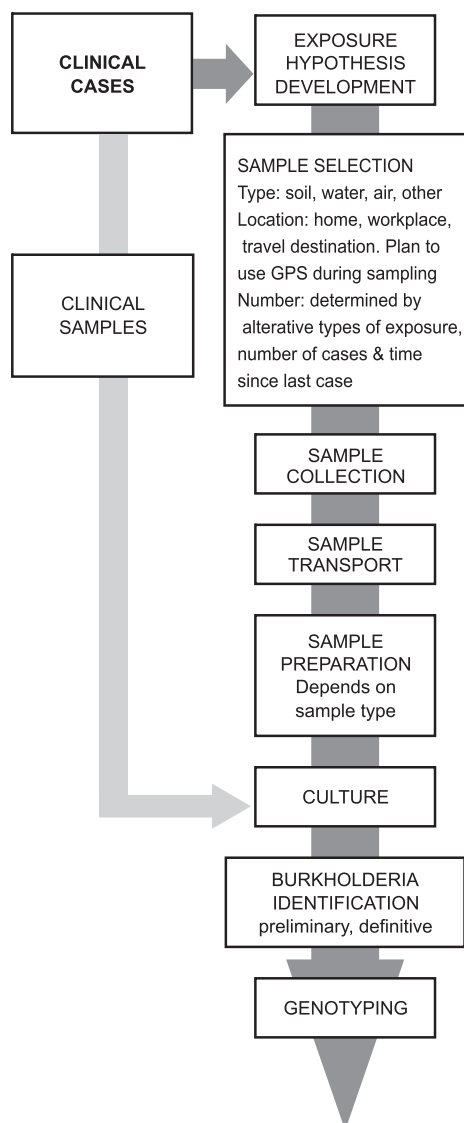 CLINICAL
CASES
EXPOSURE
HYPOTHESIS
DEVELOPMENT
SAMPLE SELECTION
Type: soil, water, air, other
Location: home, workplace,
travel destination. Plan to
use GPS during sampling
Number: determined by
alterative types of exposure,
number of cases & time
since last case
CLINICAL
SAMPLES
SAMPLE
COLLECTION
SAMPLE
TRANSPORT
SAMPLE
PREPARATION
Depends on
sample type
CULTURE
BURKHOLDERIA
IDENTIFICATION
preliminary, definitive
GENOTYPING